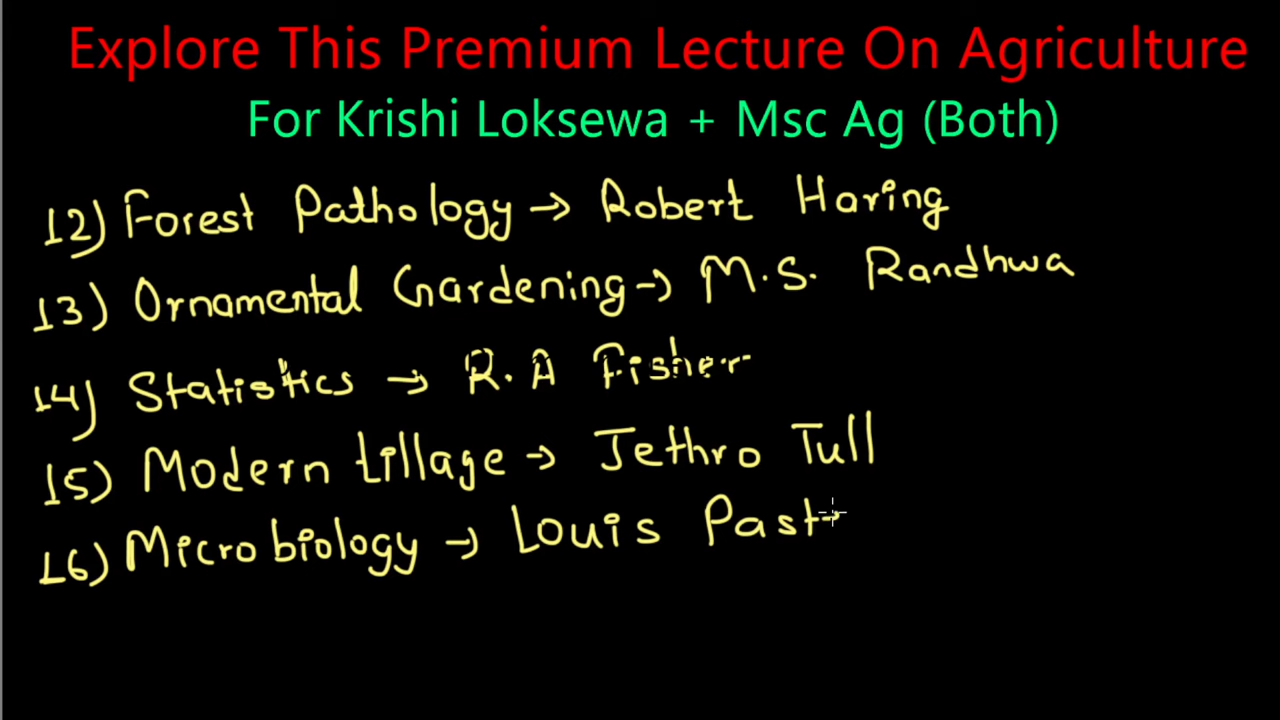 Explore This Premium Lecture On Agriculture
For Krishi Loksewa + Msc Ag (Both)
12) Forest Pathology → Robert Haring
13) Ornamental Gardening → M.S. Randhwa
14) Statistics → R.A Fisher
15) Modern tillage → Jethro Tull
16) Microbiology → Louis Past